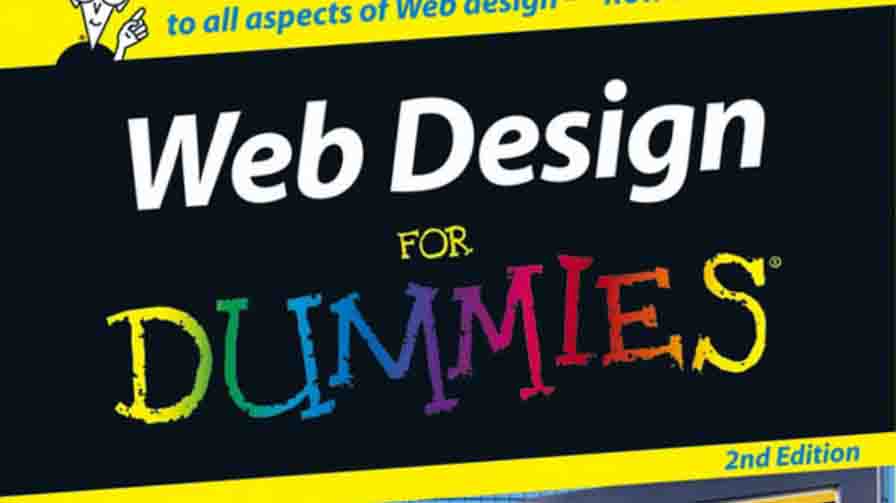 to all aspects of Web design —
Web Design
FOR
DUMMIES®
2nd Edition